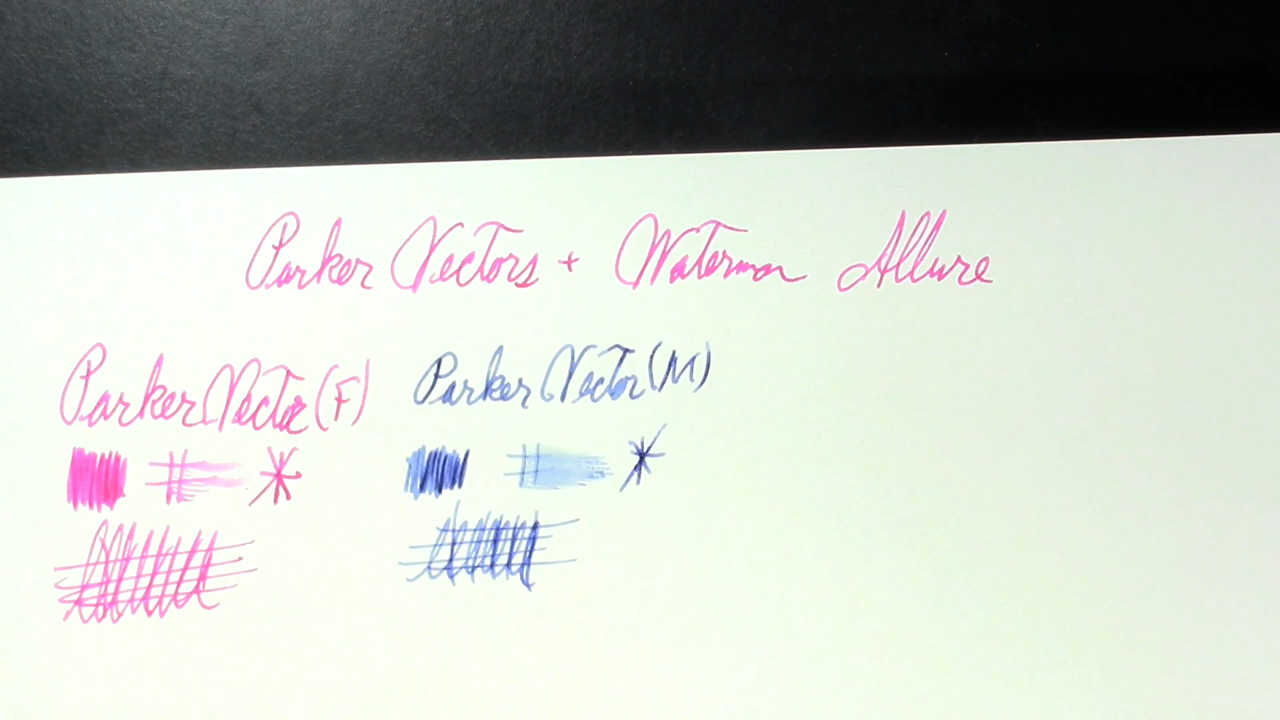 Parker Vectors + Waterman Allure
Parker Vector (F)
Parker Vector (M)